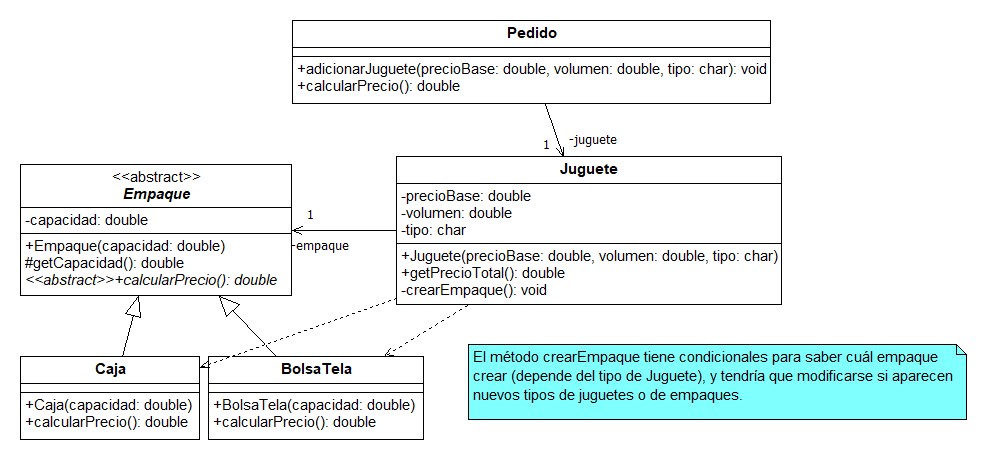 Pedido
+adicionarJuguete(precioBase: double, volumen: double, tipo: char): void
+calcularPrecio(): double
1
-juguete
<<abstract>>
Empaque
-capacidad: double
+Empaque(capacidad: double)
#getCapacidad(): double
<<abstract>>+calcularPrecio(): double
1
-empaque
Juguete
-precioBase: double
-volumen: double
-tipo: char
+Juguete(precioBase: double, volumen: double, tipo: char)
+getPrecioTotal(): double
-crearEmpaque(): void
Caja
+Caja(capacidad: double)
+calcularPrecio(): double
BolsaTela
+BolsaTela(capacidad: double)
+calcularPrecio(): double
El método crearEmpaque tiene condicionales para saber cuál empaque
crear (depende del tipo de Juguete), y tendría que modificarse si aparecen
nuevos tipos de juguetes o de empaques.